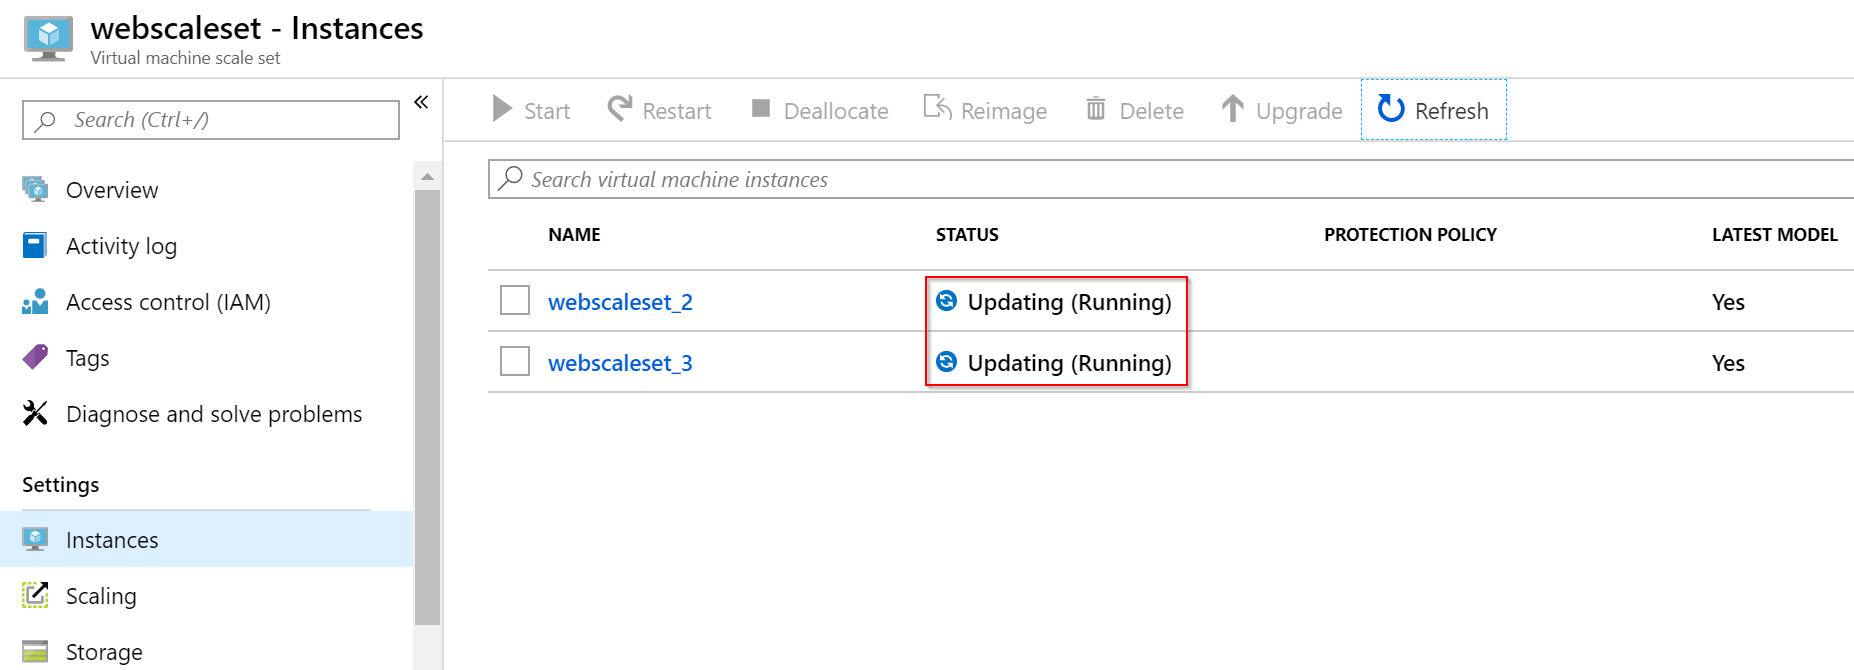 webscaleset - Instances
Virtual machine scale set
Search (Ctrl+/)
«
Overview
Activity log
Access control (IAM)
Tags
Diagnose and solve problems
Settings
Instances
Scaling
Storage
Start Restart Deallocate Reimage Delete Upgrade Refresh
Search virtual machine instances
NAME STATUS PROTECTION POLICY LATEST MODEL
webscaleset_2 Updating (Running) Yes
webscaleset_3 Updating (Running) Yes